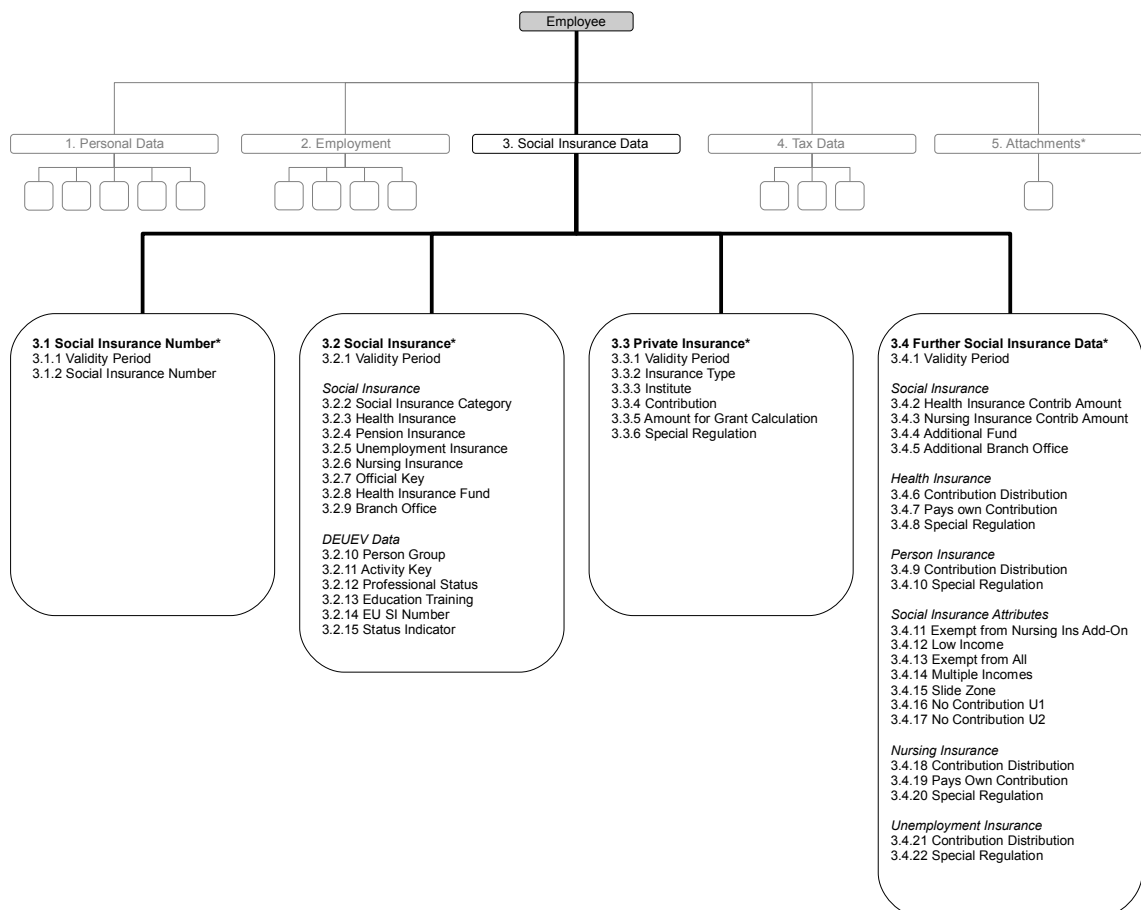 Employee
1. Personal Data
2. Employment
3. Social Insurance Data
4. Tax Data
5. Attachments*
3.1 Social Insurance Number*
3.1.1 Validity Period
3.1.2 Social Insurance Number
3.2 Social Insurance*
3.2.1 Validity Period
Social Insurance
3.2.2 Social Insurance Category
3.2.3 Health Insurance
3.2.4 Pension Insurance
3.2.5 Unemployment Insurance
3.2.6 Nursing Insurance
3.2.7 Official Key
3.2.8 Health Insurance Fund
3.2.9 Branch Office
DEUEV Data
3.2.10 Person Group
3.2.11 Activity Key
3.2.12 Professional Status
3.2.13 Education Training
3.2.14 EU SI Number
3.2.15 Status Indicator
3.3 Private Insurance*
3.3.1 Validity Period
3.3.2 Insurance Type
3.3.3 Institute
3.3.4 Contribution
3.3.5 Amount for Grant Calculation
3.3.6 Special Regulation
3.4 Further Social Insurance Data*
3.4.1 Validity Period
Social Insurance
3.4.2 Health Insurance Contrib Amount
3.4.3 Nursing Insurance Contrib Amount
3.4.4 Additional Fund
3.4.5 Additional Branch Office
Health Insurance
3.4.6 Contribution Distribution
3.4.7 Pays own Contribution
3.4.8 Special Regulation
Person Insurance
3.4.9 Contribution Distribution
3.4.10 Special Regulation
Social Insurance Attributes
3.4.11 Exempt from Nursing Ins Add-On
3.4.12 Low Income
3.4.13 Exempt from All
3.4.14 Multiple Incomes
3.4.15 Slide Zone
3.4.16 No Contribution U1
3.4.17 No Contribution U2
Nursing Insurance
3.4.18 Contribution Distribution
3.4.19 Pays Own Contribution
3.4.20 Special Regulation
Unemployment Insurance
3.4.21 Contribution Distribution
3.4.22 Special Regulation